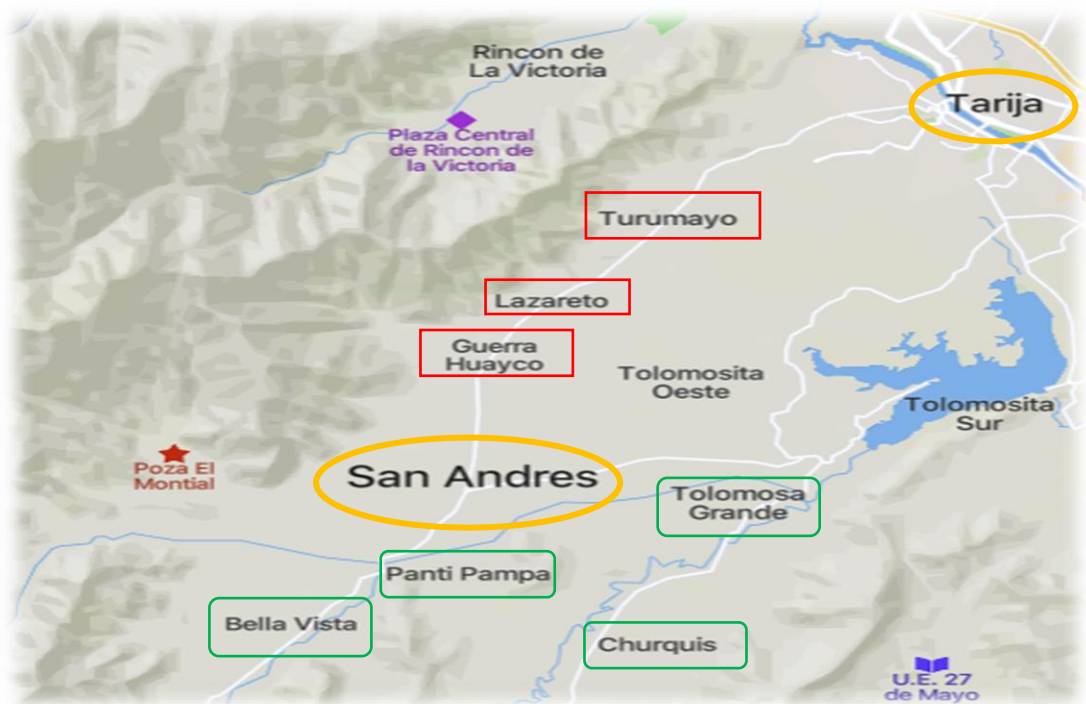 Rincon de
La Victoria
Tarija
Plaza Central
de Rincon de
la Victoria
Turumayo
Lazareto
Guerra
Huayco
Tolomosita
Oeste
Tolomosita
Sur
Poza El
Montial
San Andres
Tolomosa
Grande
Panti Pampa
Bella Vista
Churquis
U.E. 27
de Mayo